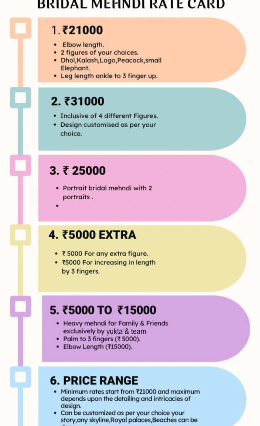 BRIDAL MEHNDI RATE CARD
1. ₹21000
• Elbow length.
• 2 figures of your choices.
• Dhol,Kalash,Logo,Peacock,small
Elephant.
• Leg length ankle to 3 finger up.
2. ₹31000
• Inclusive of 4 different Figures.
• Design customised as per your
choice.
3. ₹ 25000
• Portrait bridal mehndi with 2
portraits .
•
4. ₹5000 EXTRA
• ₹ 5000 For any extra figure.
• ₹5000 For increasing in length
by 3 fingers.
5. ₹5000 TO ₹15000
• Heavy mehndi for Family & Friends
exclusively by yukta & team
• Palm to 3 fingers (₹ 5000).
• Elbow Length (₹15000).
6. PRICE RANGE
• Minimum rates start from ₹21000 and maximum
depends upon the detailing and intricacies of
design.
• Can be customized as per your choice your
story,any skyline,Royal palaces,Beaches can be